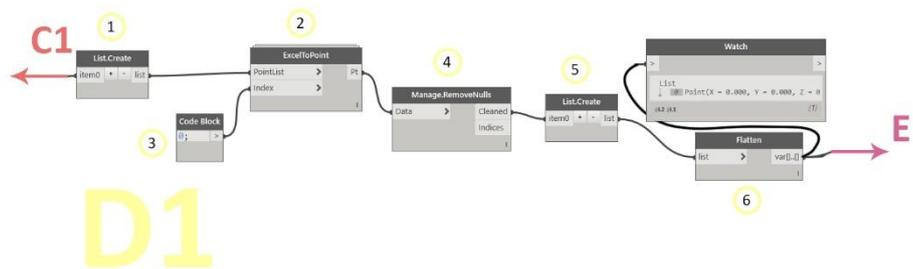 C1
1
List.Create
item0 + - list
2
ExcelToPoint
PointList > Pt
Index >
3
Code Block
0; >
4
Manage.RemoveNulls
Data > Cleaned
Indices
5
List.Create
item0 + - list
Watch
> >
List
0 Point(X = 0.000, Y = 0.000, Z = 0
Flatten
list > var[]..[]
6
E
D1